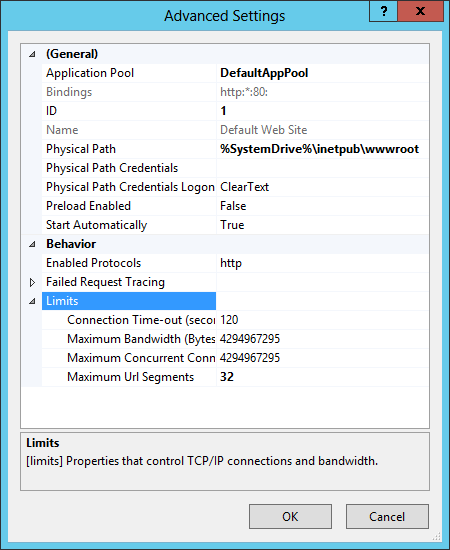 Advanced Settings
?
x
(General)
Application Pool DefaultAppPool
Bindings http:*:80:
ID 1
Name Default Web Site
Physical Path %SystemDrive%\inetpub\wwwroot
Physical Path Credentials
Physical Path Credentials Logon ClearText
Preload Enabled False
Start Automatically True
Behavior
Enabled Protocols http
Failed Request Tracing
Limits
Connection Time-out (secor 120
Maximum Bandwidth (Bytes 4294967295
Maximum Concurrent Conn 4294967295
Maximum Url Segments 32
Limits
[limits] Properties that control TCP/IP connections and bandwidth.
OK Cancel